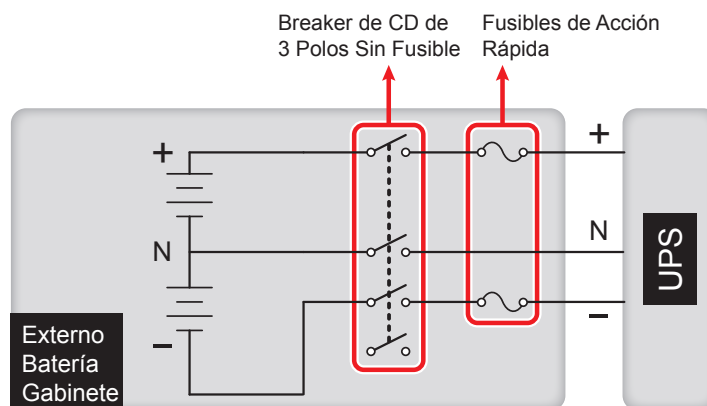 Breaker de CD de
3 Polos Sin Fusible
Fusibles de Acción
Rápida
+
+
N
N
UPS
–
–
Externo
Batería
Gabinete